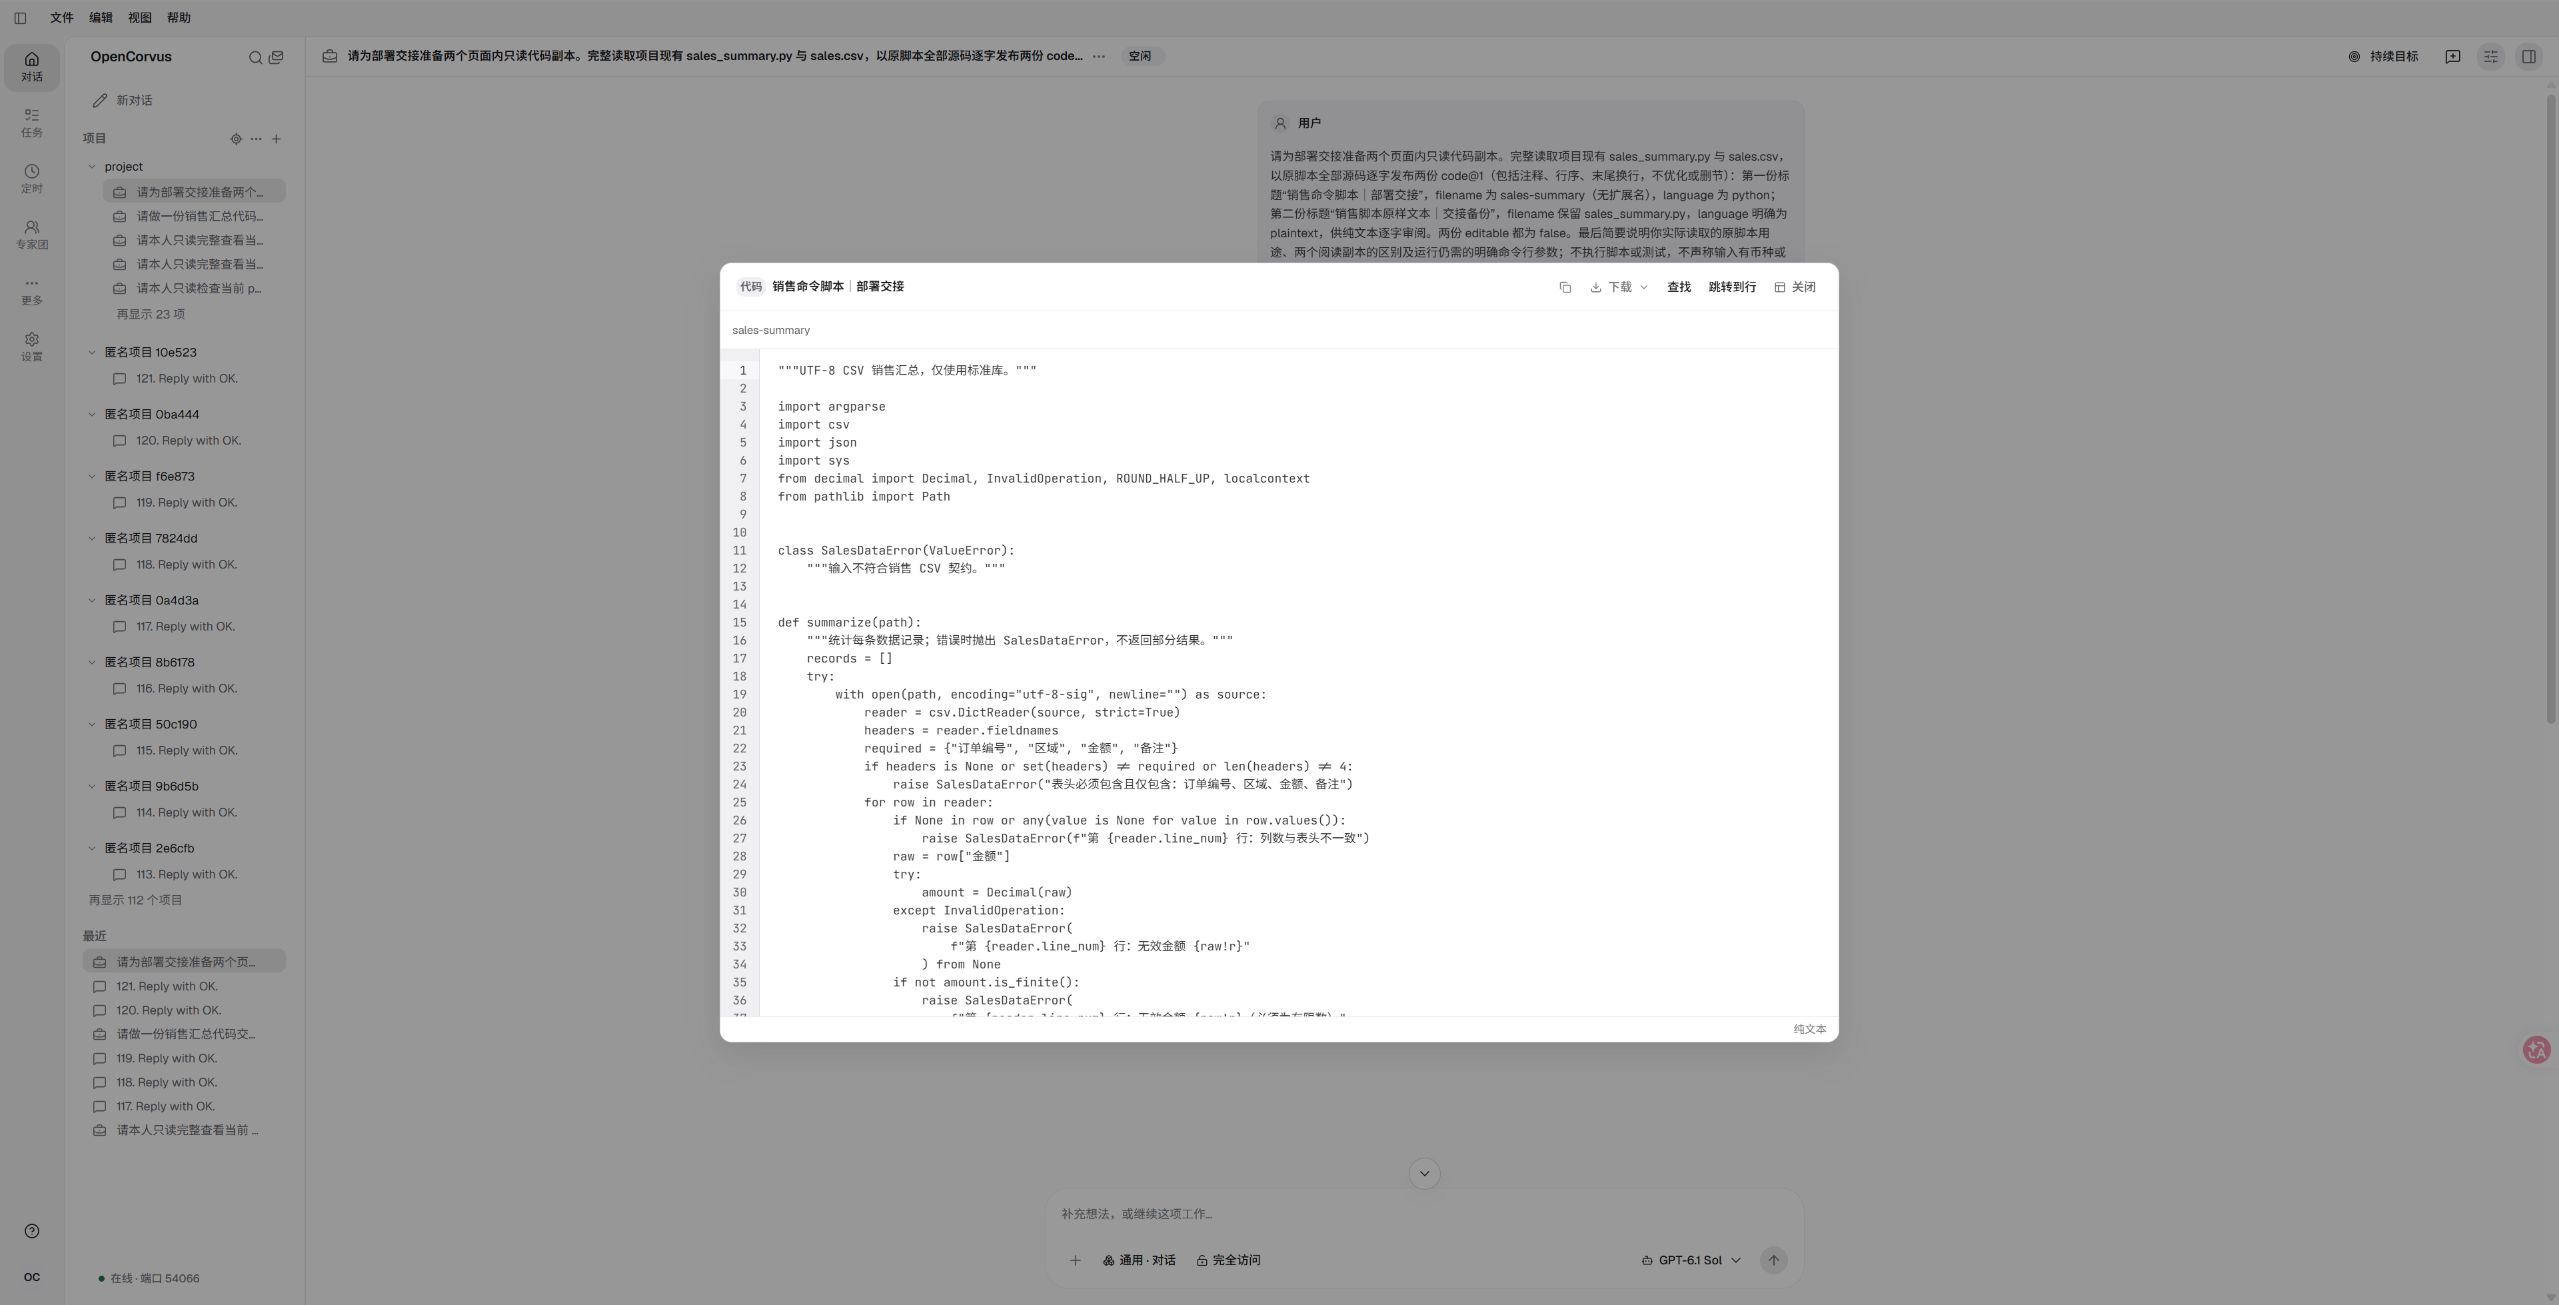 文件 编辑 视图 帮助
对话
任务
定时
专家团
更多
设置
OC
OpenCorvus
新对话
项目
project
请为部署交接准备两个...
请做一份销售汇总代码...
请本人只读完整查看当...
请本人只读完整查看当...
请本人只读检查当前 p...
再显示 23 项
匿名项目 10e523
121. Reply with OK.
匿名项目 0ba444
120. Reply with OK.
匿名项目 f6e873
119. Reply with OK.
匿名项目 7824dd
118. Reply with OK.
匿名项目 0a4d3a
117. Reply with OK.
匿名项目 8b6178
116. Reply with OK.
匿名项目 50c190
115. Reply with OK.
匿名项目 9b6d5b
114. Reply with OK.
匿名项目 2e6cfb
113. Reply with OK.
再显示 112 个项目
最近
请为部署交接准备两个页...
121. Reply with OK.
120. Reply with OK.
请做一份销售汇总代码交...
119. Reply with OK.
118. Reply with OK.
117. Reply with OK.
请本人只读完整查看当前 ...
在线 · 端口 54066
请为部署交接准备两个页面内只读代码副本。完整读取项目现有 sales_summary.py 与 sales.csv，以原脚本全部源码逐字发布两份 code... ··· 空闲
持续目标
用户
请为部署交接准备两个页面内只读代码副本。完整读取项目现有 sales_summary.py 与 sales.csv，
以原脚本全部源码逐字发布两份 code@1（包括注释、行序、末尾换行，不优化或删节）：第一份标
题“销售命令脚本｜部署交接”，filename 为 sales-summary（无扩展名），language 为 python；
第二份标题“销售脚本原样文本｜交接备份”，filename 保留 sales_summary.py，language 明确为
plaintext，供纯文本逐字审阅。两份 editable 都为 false。最后简要说明你实际读取的原脚本用
途、两个阅读副本的区别及运行仍需的明确命令行参数；不执行脚本或测试，不声称输入有币种或
代码 销售命令脚本｜部署交接 下载 查找 跳转到行 关闭
sales-summary
1 """UTF-8 CSV 销售汇总，仅使用标准库。"""
2
3 import argparse
4 import csv
5 import json
6 import sys
7 from decimal import Decimal, InvalidOperation, ROUND_HALF_UP, localcontext
8 from pathlib import Path
9
10
11 class SalesDataError(ValueError):
12     """输入不符合销售 CSV 契约。"""
13
14
15 def summarize(path):
16     """统计每条数据记录；错误时抛出 SalesDataError，不返回部分结果。"""
17     records = []
18     try:
19         with open(path, encoding="utf-8-sig", newline="") as source:
20             reader = csv.DictReader(source, strict=True)
21             headers = reader.fieldnames
22             required = {"订单编号", "区域", "金额", "备注"}
23             if headers is None or set(headers) != required or len(headers) != 4:
24                 raise SalesDataError("表头必须包含且仅包含：订单编号、区域、金额、备注")
25             for row in reader:
26                 if None in row or any(value is None for value in row.values()):
27                     raise SalesDataError(f"第 {reader.line_num} 行：列数与表头不一致")
28                 raw = row["金额"]
29                 try:
30                     amount = Decimal(raw)
31                 except InvalidOperation:
32                     raise SalesDataError(
33                         f"第 {reader.line_num} 行：无效金额 {raw!r}"
34                     ) from None
35                 if not amount.is_finite():
36                     raise SalesDataError(
37                         f"第 {reader.line_num} 行：无效金额 {raw!r}（必须为有限数）"
纯文本
补充想法，或继续这项工作...
通用 · 对话 完全访问 GPT-6.1 Sol